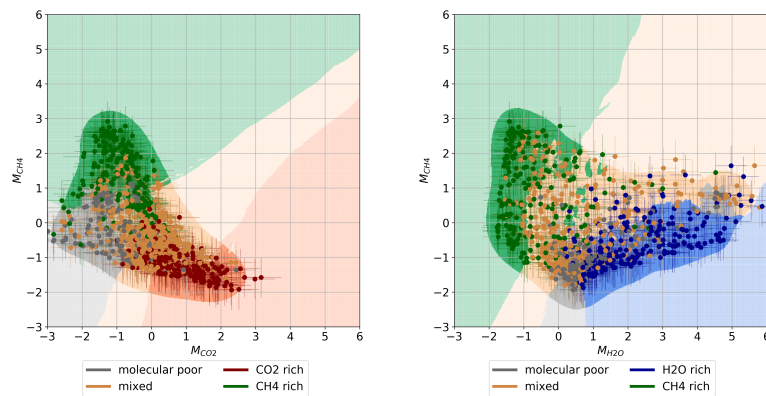 6
5
4
3
2
1
0
−1
−2
−3
M_CH4
−3 −2 −1 0 1 2 3 4 5 6
M_CO2
molecular poor CO2 rich
mixed CH4 rich
6
5
4
3
2
1
0
−1
−2
−3
M_CH4
−3 −2 −1 0 1 2 3 4 5 6
M_H2O
molecular poor H2O rich
mixed CH4 rich